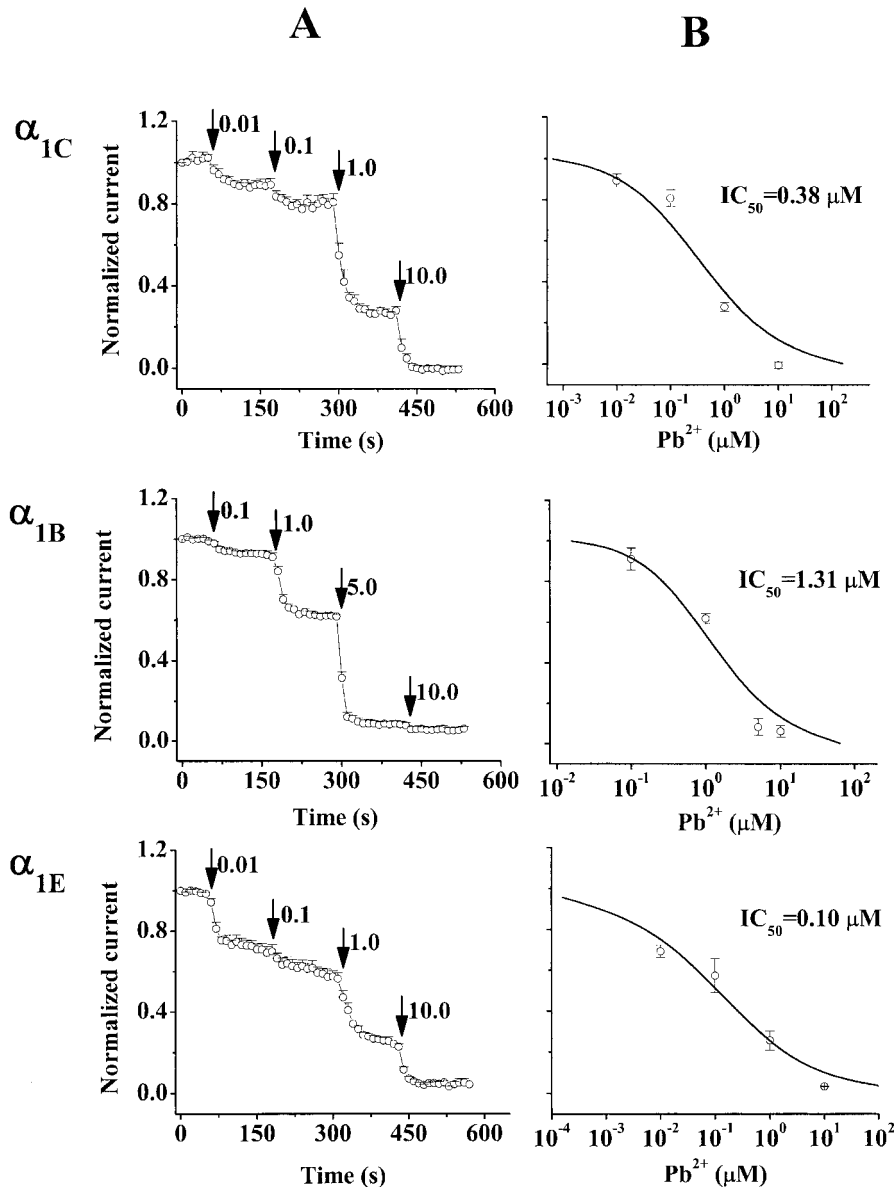 A
B
α1C
Normalized current
1.2
0.8
0.4
0.0
0.01
0.1
1.0
10.0
0 150 300 450 600
Time (s)
IC50=0.38 μM
10⁻³ 10⁻² 10⁻¹ 10⁰ 10¹ 10²
Pb²⁺ (μM)
α1B
Normalized current
1.2
0.8
0.4
0.0
0.1
1.0
5.0
10.0
0 150 300 450 600
Time (s)
IC50=1.31 μM
10⁻² 10⁻¹ 10⁰ 10¹ 10²
Pb²⁺ (μM)
α1E
Normalized current
1.2
0.8
0.4
0.0
0.01
0.1
1.0
10.0
0 150 300 450 600
Time (s)
IC50=0.10 μM
10⁻⁴ 10⁻³ 10⁻² 10⁻¹ 10⁰ 10¹ 10²
Pb²⁺ (μM)